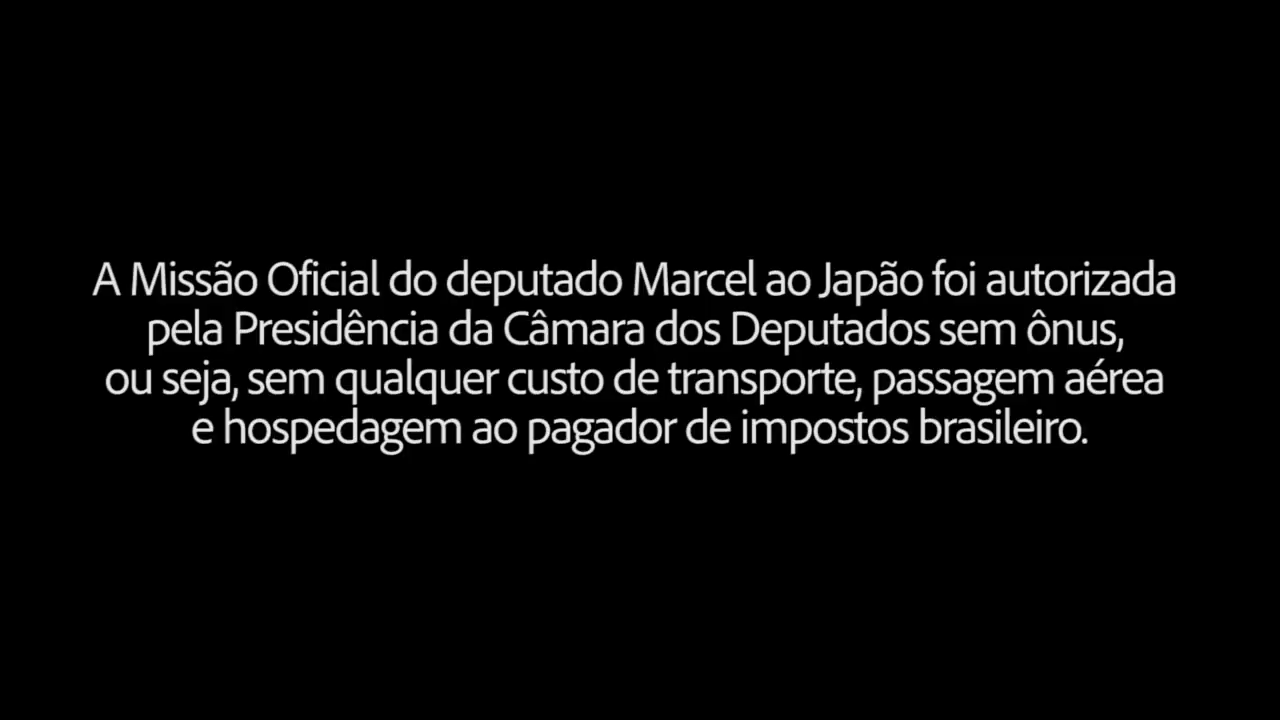 A Missão Oficial do deputado Marcel ao Japão foi autorizada
pela Presidência da Câmara dos Deputados sem ônus,
ou seja, sem qualquer custo de transporte, passagem aérea
e hospedagem ao pagador de impostos brasileiro.